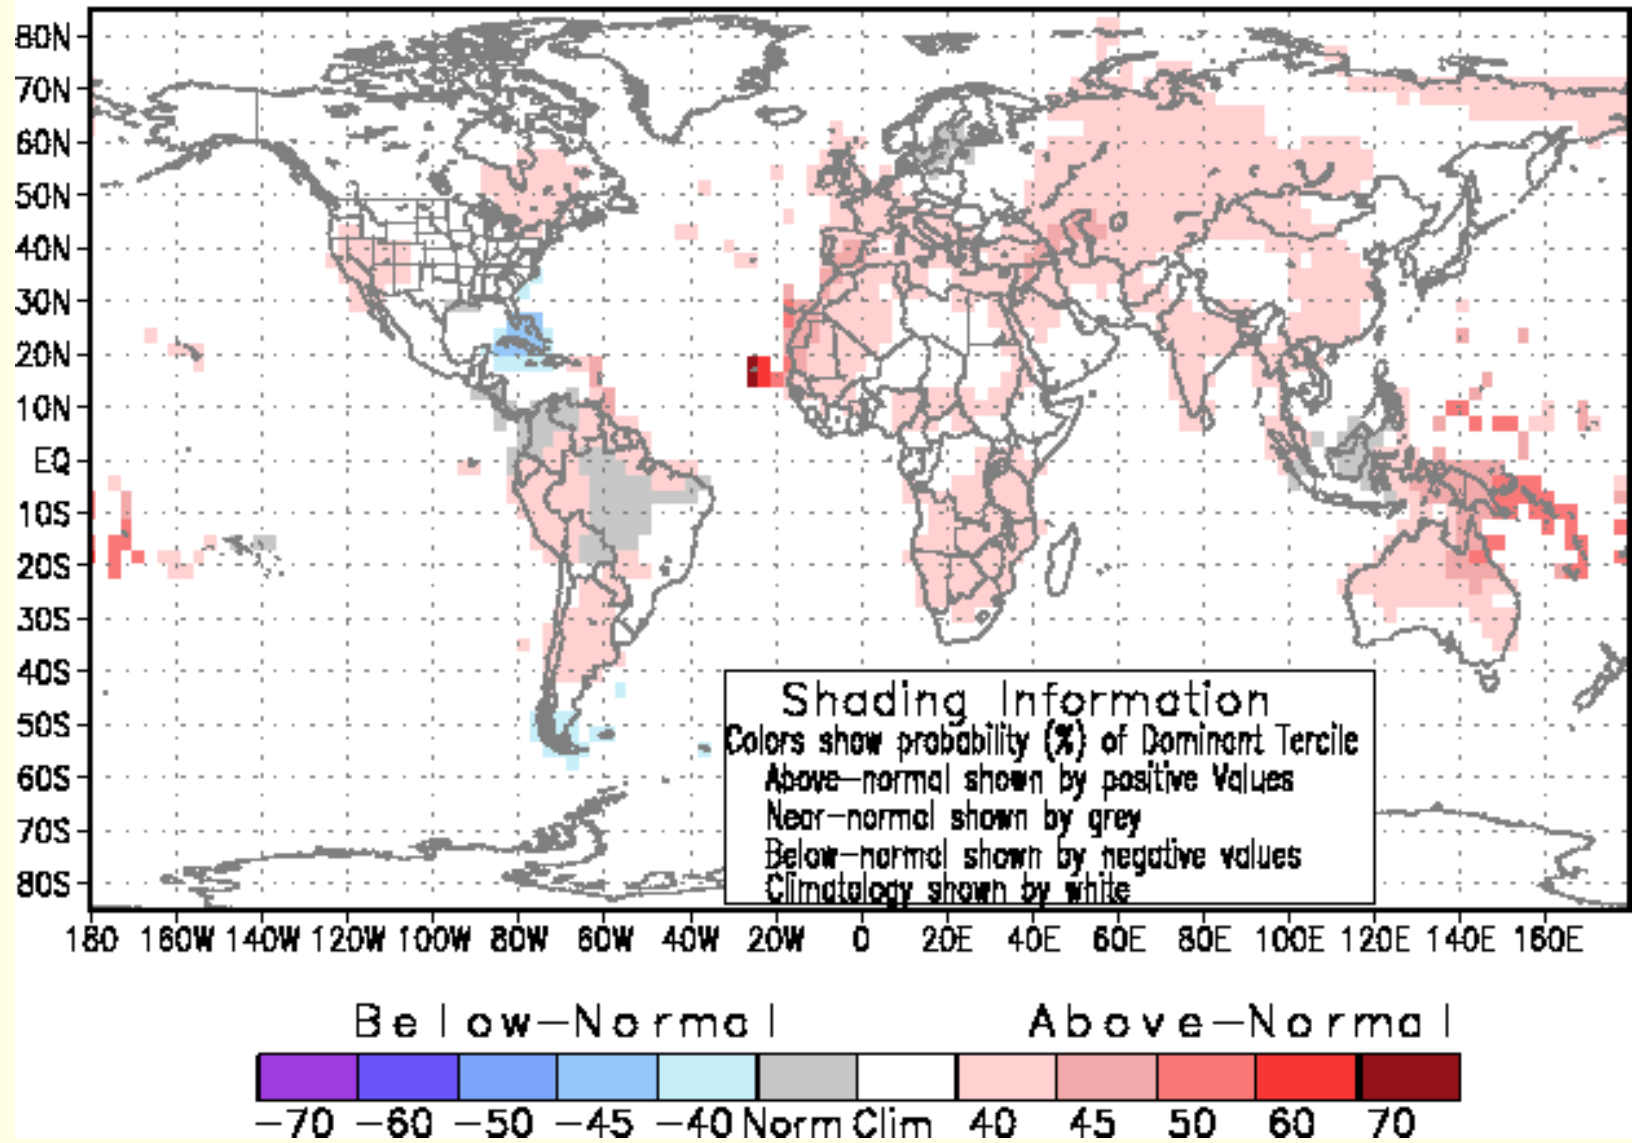 80N
70N
60N
50N
40N
30N
20N
10N
EQ
10S
20S
30S
40S
50S
60S
70S
80S
Shading Information
Colors show probability (%) of Dominant Tercile
Above-normal shown by positive Values
Near-normal shown by grey
Below-normal shown by negative values
Climatology shown by white
180 160W 140W 120W 100W 80W 60W 40W 20W 0 20E 40E 60E 80E 100E 120E 140E 160E
Below-Normal Above-Normal
-70 -60 -50 -45 -40 Norm Clim 40 45 50 60 70